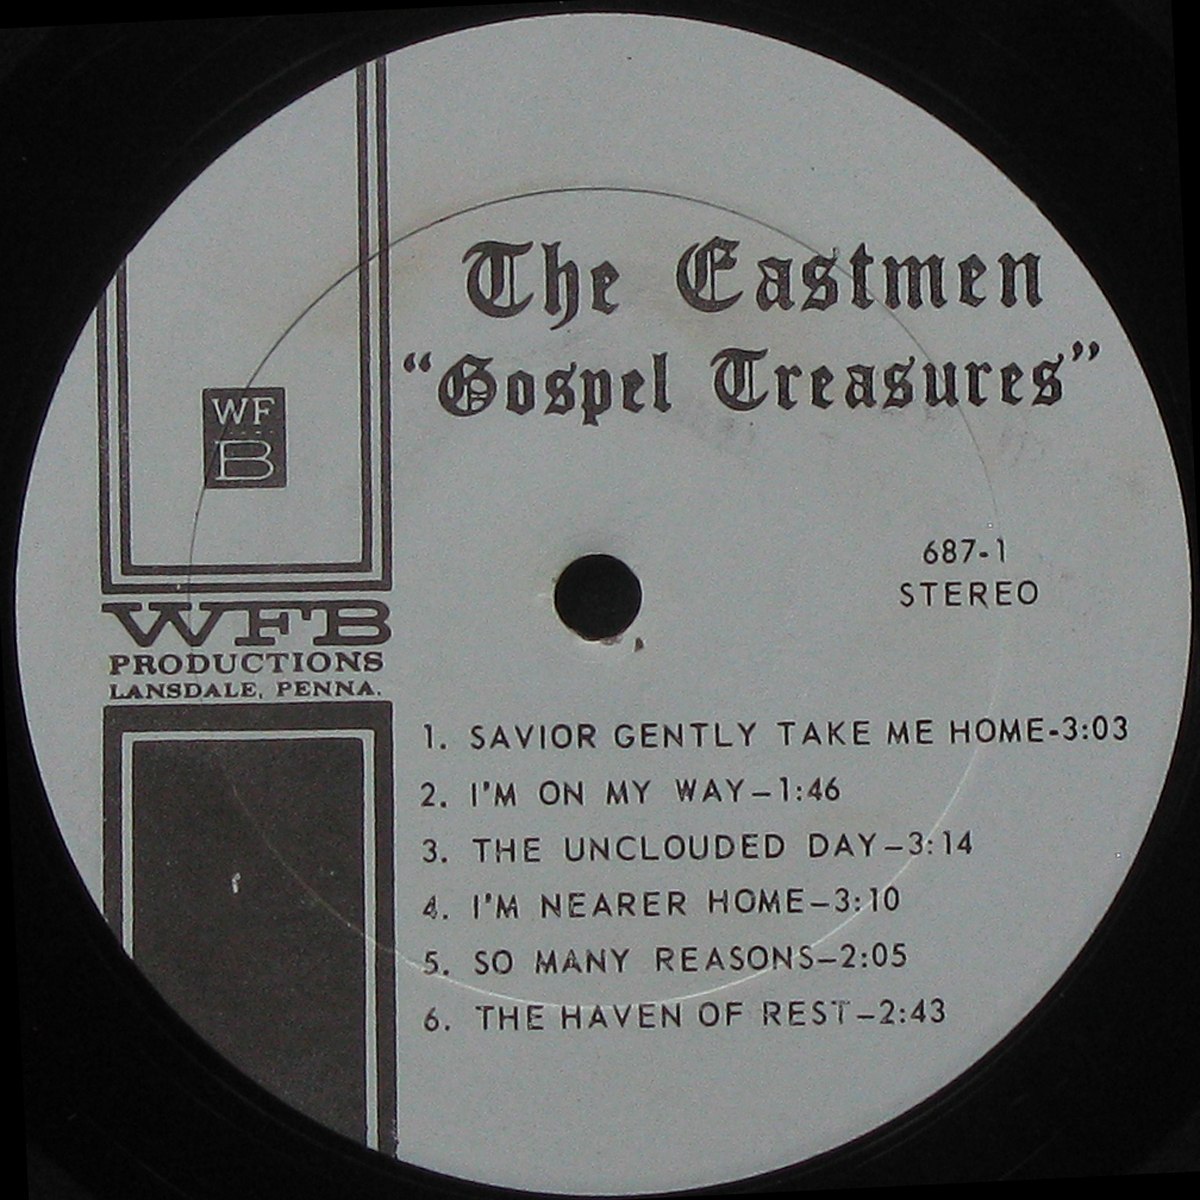 The Eastmen
“Gospel Treasures”
WF
B
687-1
STEREO
WFB
PRODUCTIONS
LANSDALE, PENNA.
1. SAVIOR GENTLY TAKE ME HOME-3:03
2. I'M ON MY WAY–1:46
3. THE UNCLOUDED DAY–3:14
4. I'M NEARER HOME–3:10
5. SO MANY REASONS–2:05
6. THE HAVEN OF REST–2:43